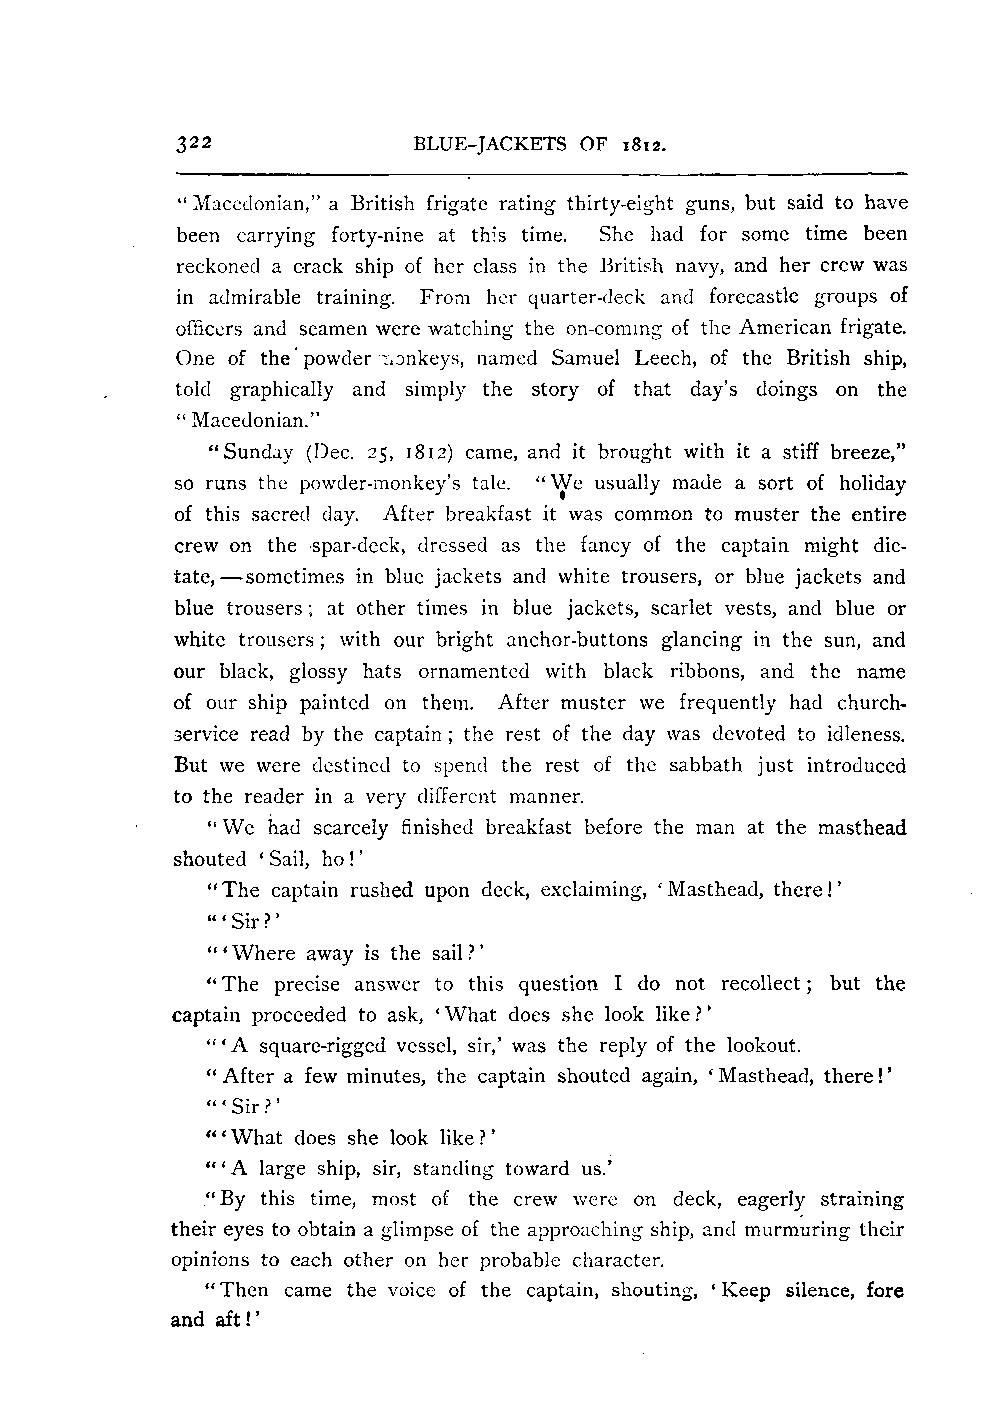 322 BLUE-JACKETS OF 1812.
“Macedonian,” a British frigate rating thirty-eight guns, but said to have
been carrying forty-nine at this time. She had for some time been
reckoned a crack ship of her class in the British navy, and her crew was
in admirable training. From her quarter-deck and forecastle groups of
officers and seamen were watching the on-coming of the American frigate.
One of the powder monkeys, named Samuel Leech, of the British ship,
told graphically and simply the story of that day's doings on the
“Macedonian.”
“Sunday (Dec. 25, 1812) came, and it brought with it a stiff breeze,”
so runs the powder-monkey's tale. “We usually made a sort of holiday
of this sacred day. After breakfast it was common to muster the entire
crew on the spar-deck, dressed as the fancy of the captain might dic-
tate,—sometimes in blue jackets and white trousers, or blue jackets and
blue trousers; at other times in blue jackets, scarlet vests, and blue or
white trousers; with our bright anchor-buttons glancing in the sun, and
our black, glossy hats ornamented with black ribbons, and the name
of our ship painted on them. After muster we frequently had church-
service read by the captain; the rest of the day was devoted to idleness.
But we were destined to spend the rest of the sabbath just introduced
to the reader in a very different manner.
“We had scarcely finished breakfast before the man at the masthead
shouted ‘Sail, ho!’
“The captain rushed upon deck, exclaiming, ‘Masthead, there!’
“‘Sir?’
“‘Where away is the sail?’
“The precise answer to this question I do not recollect; but the
captain proceeded to ask, ‘What does she look like?’
“‘A square-rigged vessel, sir,’ was the reply of the lookout.
“After a few minutes, the captain shouted again, ‘Masthead, there!’
“‘Sir?’
“‘What does she look like?’
“‘A large ship, sir, standing toward us.’
“By this time, most of the crew were on deck, eagerly straining
their eyes to obtain a glimpse of the approaching ship, and murmuring their
opinions to each other on her probable character.
“Then came the voice of the captain, shouting, ‘Keep silence, fore
and aft!’